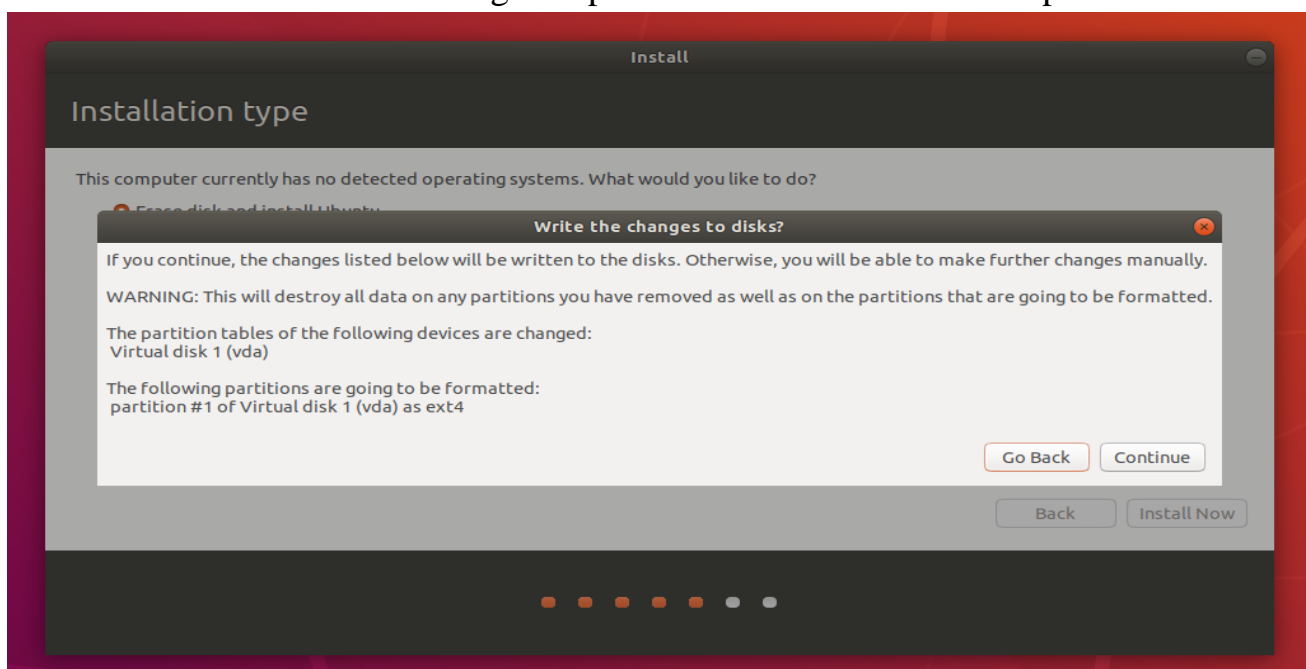 Install
Installation type
This computer currently has no detected operating systems. What would you like to do?
Erase disk and install Ubuntu
Write the changes to disks?
If you continue, the changes listed below will be written to the disks. Otherwise, you will be able to make further changes manually.
WARNING: This will destroy all data on any partitions you have removed as well as on the partitions that are going to be formatted.
The partition tables of the following devices are changed:
Virtual disk 1 (vda)
The following partitions are going to be formatted:
partition #1 of Virtual disk 1 (vda) as ext4
Go Back Continue
Back Install Now